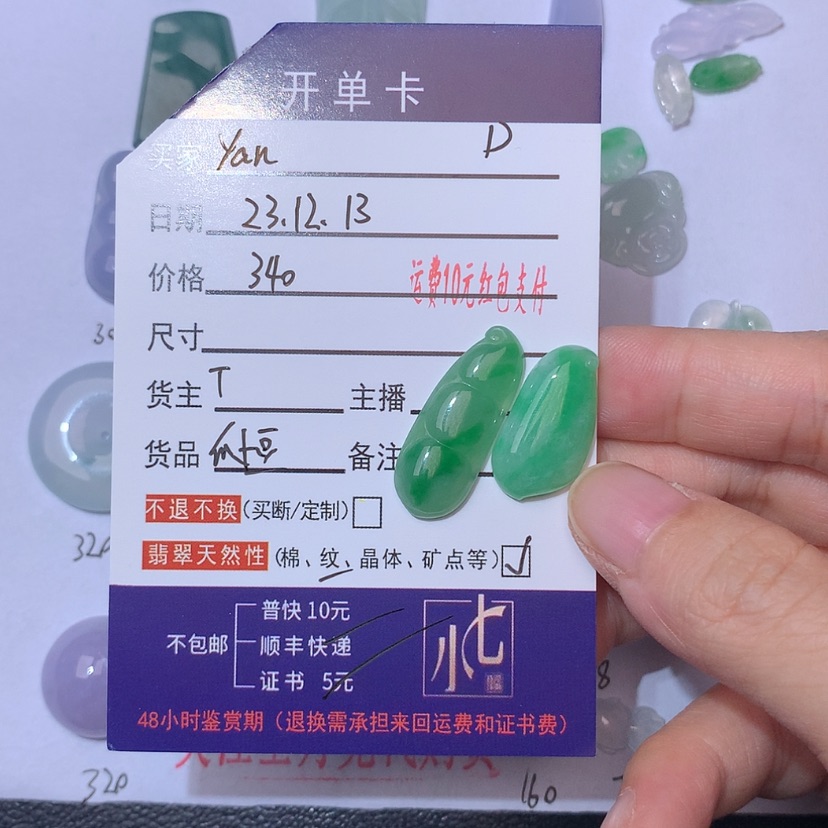 开单卡
买家 Yan D
日期 23.12.13
价格 340 运费10元红包支付
尺寸
货主 T 主播
货品 豆 备注
不退不换(买断/定制)
翡翠天然性(棉、纹、晶体、矿点等)✓
普快10元
不包邮 顺丰快递
证书 5元
小七
48小时鉴赏期(退换需承担来回运费和证书费)
320
160